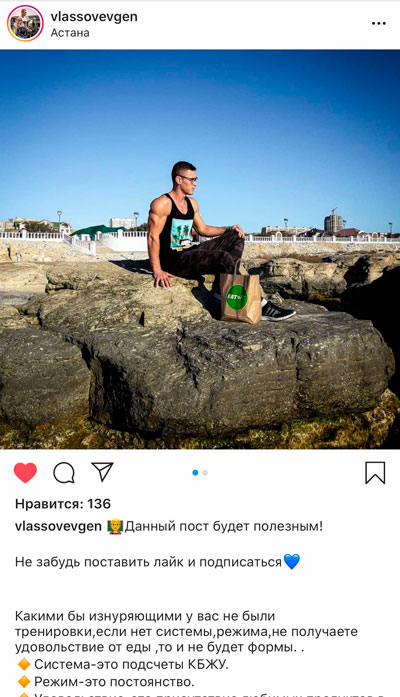 vlassovevgen
Астана
EAT
Нравится: 136
vlassovevgen Данный пост будет полезным!
Не забудь поставить лайк и подписаться
Какими бы изнуряющими у вас не были
тренировки,если нет системы,режима,не получаете
удовольствие от еды ,то и не будет формы. .
Система-это подсчеты КБЖУ.
Режим-это постоянство.